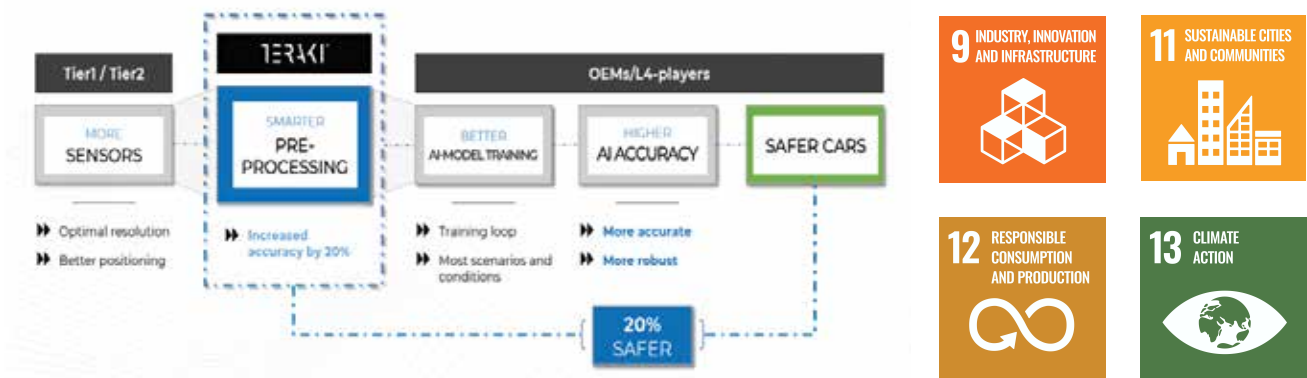 Tier1 / Tier2
TERAKI
OEMs/L4-players
MORE
SENSORS
SMARTER
PRE-
PROCESSING
BETTER
AI-MODEL TRAINING
HIGHER
AI ACCURACY
SAFER CARS
Optimal resolution
Better positioning
Increased
accuracy by 20%
Training loop
Most scenarios and
conditions
More accurate
More robust
20%
SAFER
9 INDUSTRY, INNOVATION
AND INFRASTRUCTURE
11 SUSTAINABLE CITIES
AND COMMUNITIES
12 RESPONSIBLE
CONSUMPTION
AND PRODUCTION
13 CLIMATE
ACTION